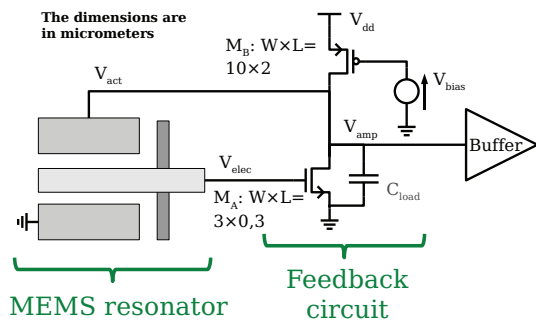 The dimensions are
in micrometers
V_dd
M_B: W×L=
10×2
V_act
V_bias
V_amp
Buffer
V_elec
M_A: W×L=
3×0,3
C_load
MEMS resonator
Feedback
circuit